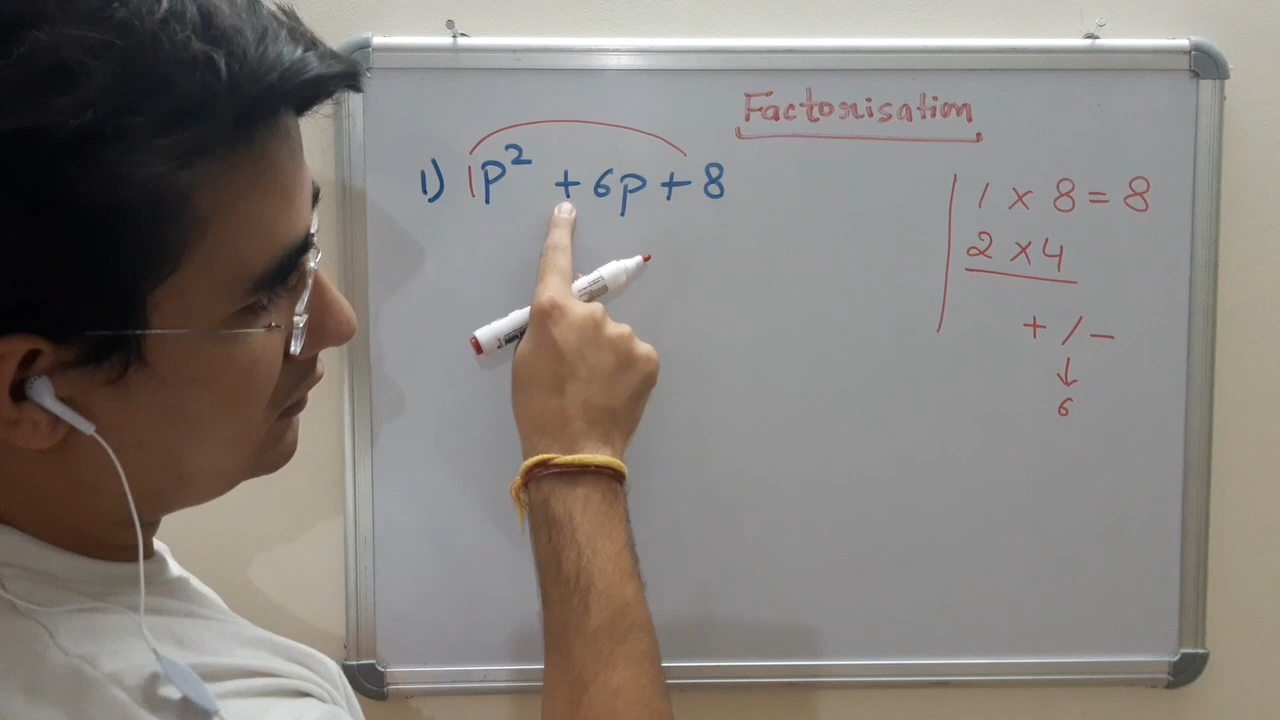 Factorisation
1) 1p² + 6p + 8
1 × 8 = 8
2 × 4
+ / -
↓
6